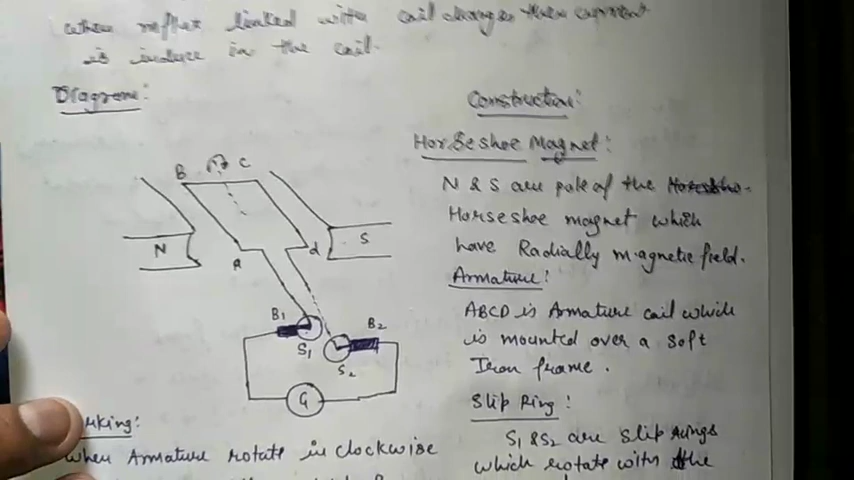 when mflux linked with coil changes then current
is induce in the coil.
Diagram:
B
C
N
S
A
d
B1
B2
S1
S2
G
rking:
when Armature rotate in clockwise
Construction:
Horseshoe Magnet:
N & S are pole of the
Horseshoe magnet which
have Radially magnetic field.
Armature:
ABCD is Armature coil which
is mounted over a soft
Iron frame.
Slip Ring:
S1 & S2 are slip rings
which rotate with the